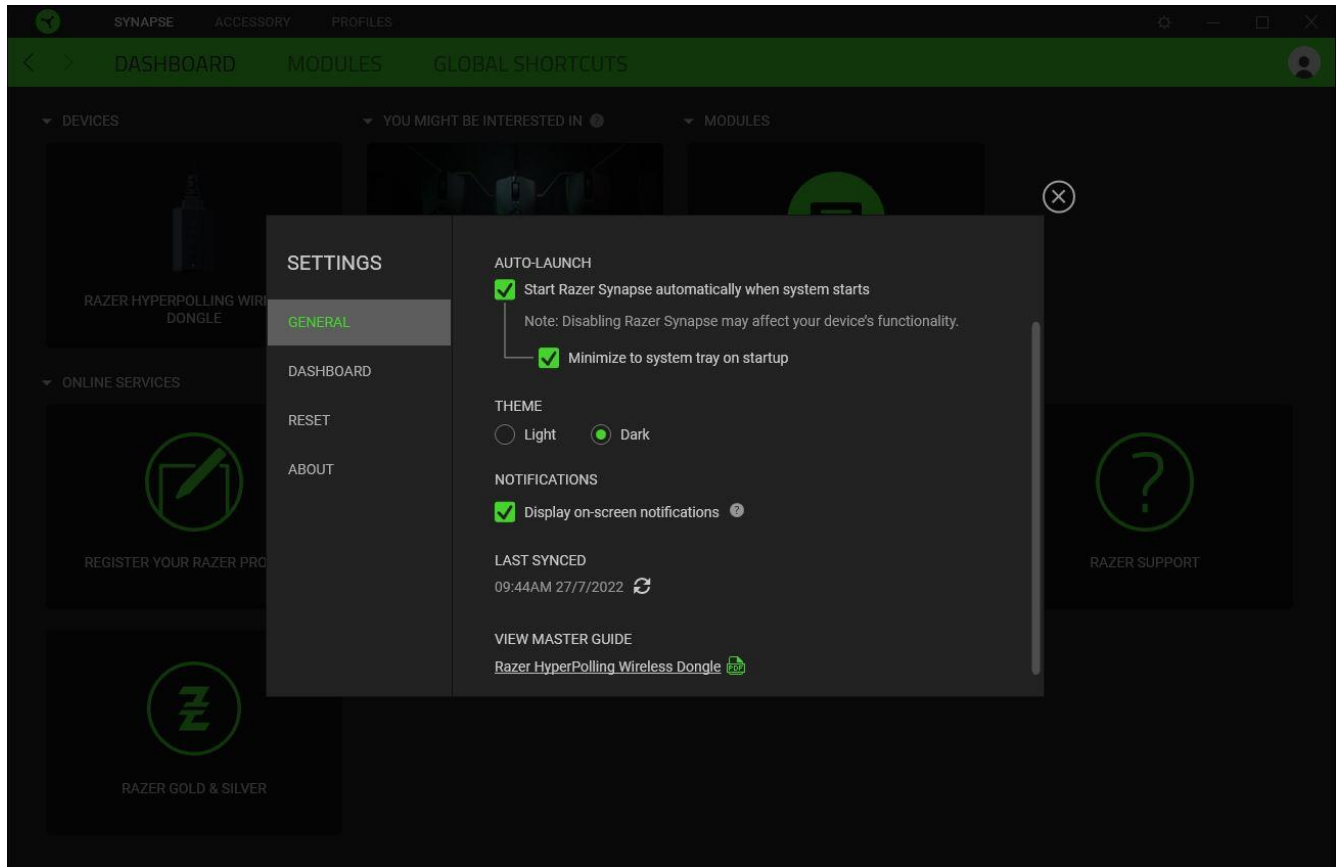 SYNAPSE ACCESSORY PROFILES
DASHBOARD MODULES GLOBAL SHORTCUTS
DEVICES
YOU MIGHT BE INTERESTED IN ?
MODULES
RAZER HYPERPOLLING
DONGLE
ONLINE SERVICES
REGISTER YOUR RAZER
RAZER GOLD & SILVER
?
RAZER SUPPORT
SETTINGS
GENERAL
DASHBOARD
RESET
ABOUT
AUTO-LAUNCH
Start Razer Synapse automatically when system starts
Note: Disabling Razer Synapse may affect your device's functionality.
Minimize to system tray on startup
THEME
Light Dark
NOTIFICATIONS
Display on-screen notifications ?
LAST SYNCED
09:44AM 27/7/2022
VIEW MASTER GUIDE
Razer HyperPolling Wireless Dongle PDF